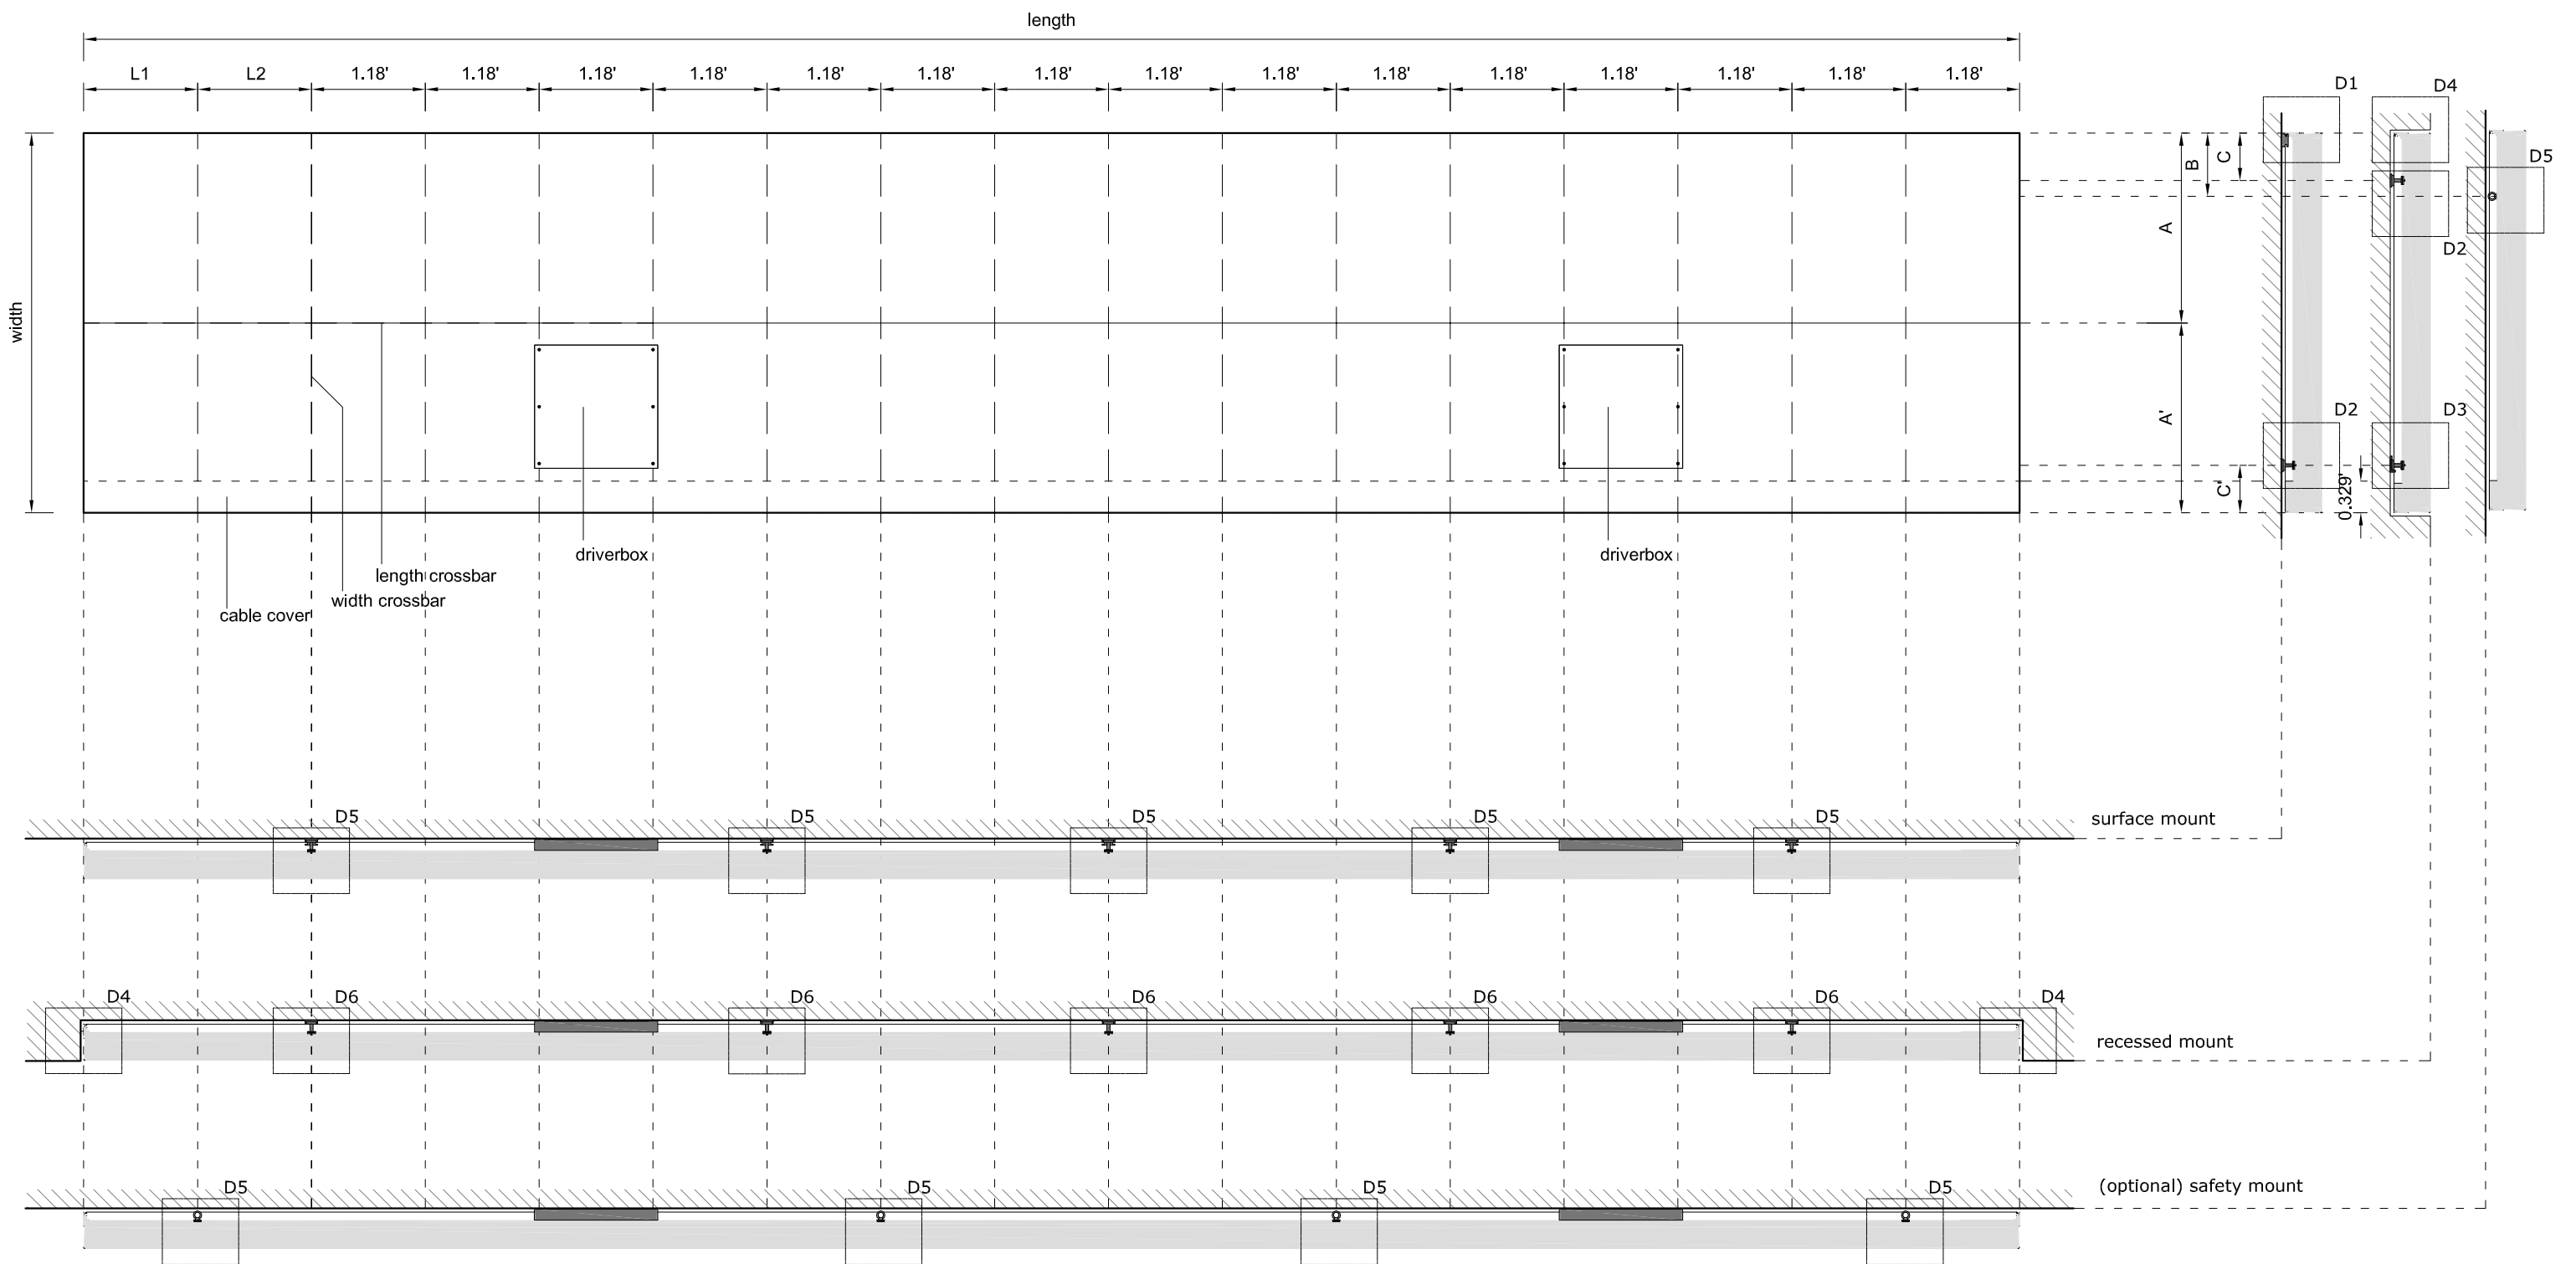 length
L1 L2 1.18' 1.18' 1.18' 1.18' 1.18' 1.18' 1.18' 1.18' 1.18' 1.18' 1.18' 1.18' 1.18' 1.18' 1.18'
D1
D4
D5
D2
C
B
A
width
A'
D2
D3
C'
0.329'
driverbox
driverbox
length crossbar
width crossbar
cable cover
D5 D5 D5 D5 D5
surface mount
D4 D6 D6 D6 D6 D6 D4
recessed mount
D5 D5 D5 D5
(optional) safety mount